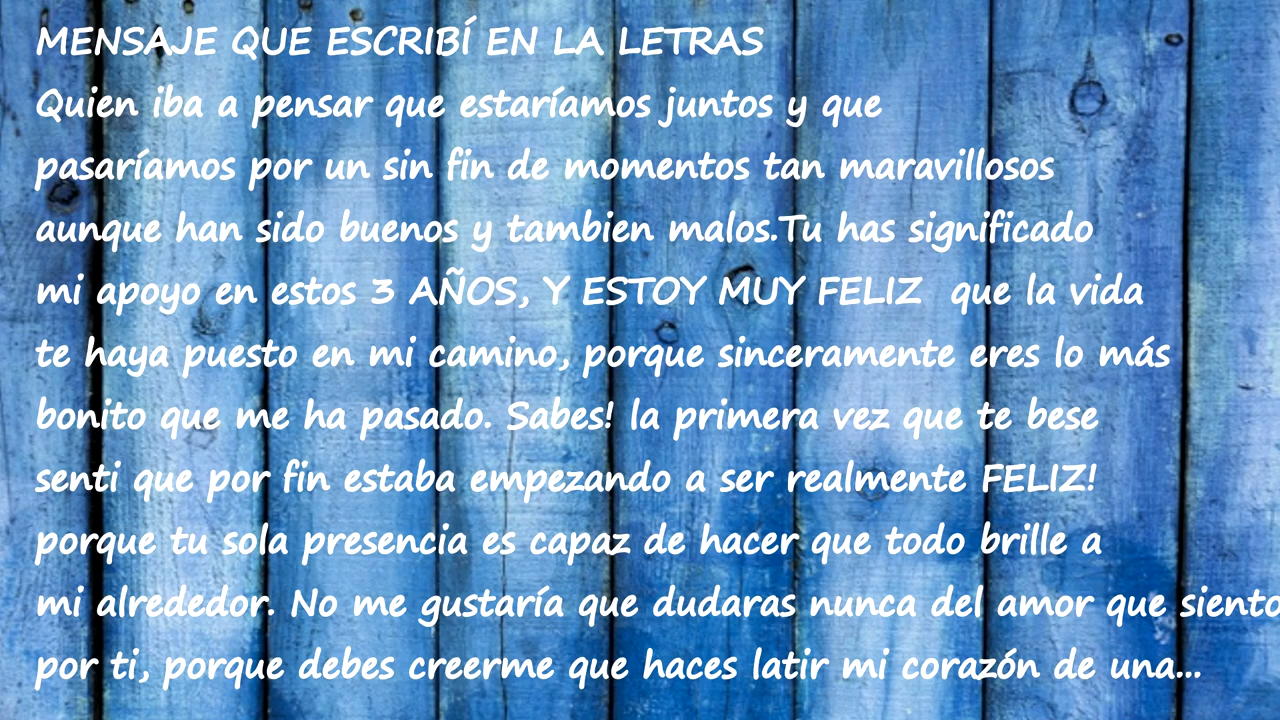 MENSAJE QUE ESCRIBÍ EN LA LETRAS
Quien iba a pensar que estaríamos juntos y que
pasaríamos por un sin fin de momentos tan maravillosos
aunque han sido buenos y tambien malos.Tu has significado
mi apoyo en estos 3 AÑOS, Y ESTOY MUY FELIZ  que la vida
te haya puesto en mi camino, porque sinceramente eres lo más
bonito que me ha pasado. Sabes! la primera vez que te bese
senti que por fin estaba empezando a ser realmente FELIZ!
porque tu sola presencia es capaz de hacer que todo brille a
mi alrededor. No me gustaría que dudaras nunca del amor que siento
por ti, porque debes creerme que haces latir mi corazón de una...